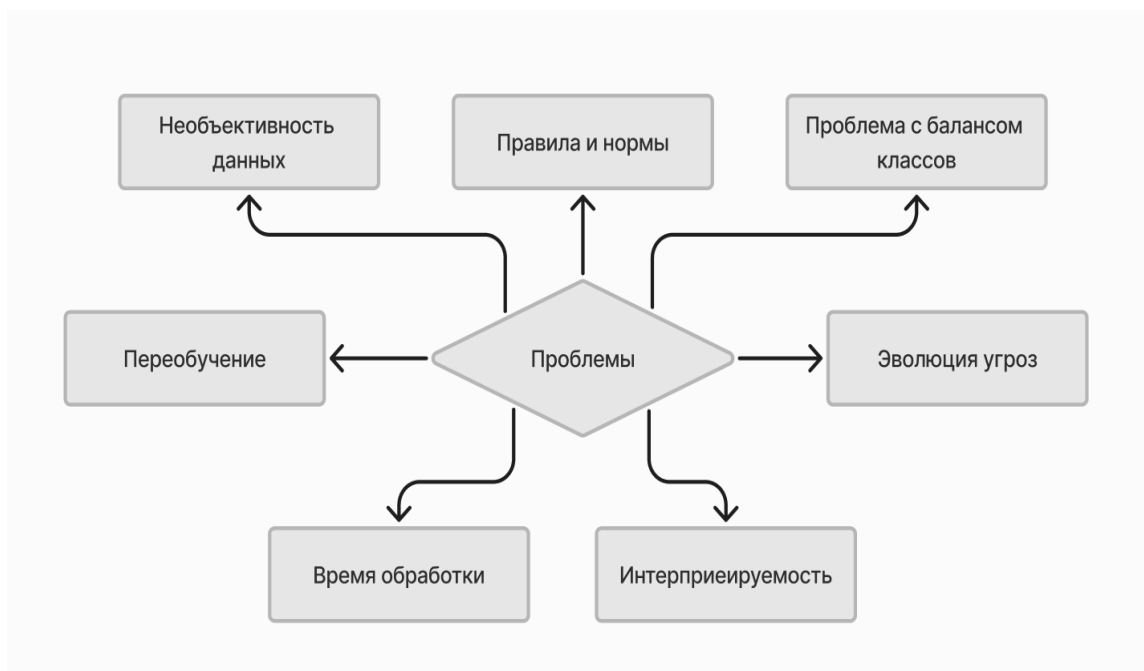 Необъективность
данных
Правила и нормы
Проблема с балансом
классов
Переобучение
Проблемы
Эволюция угроз
Время обработки
Интерприеируемость